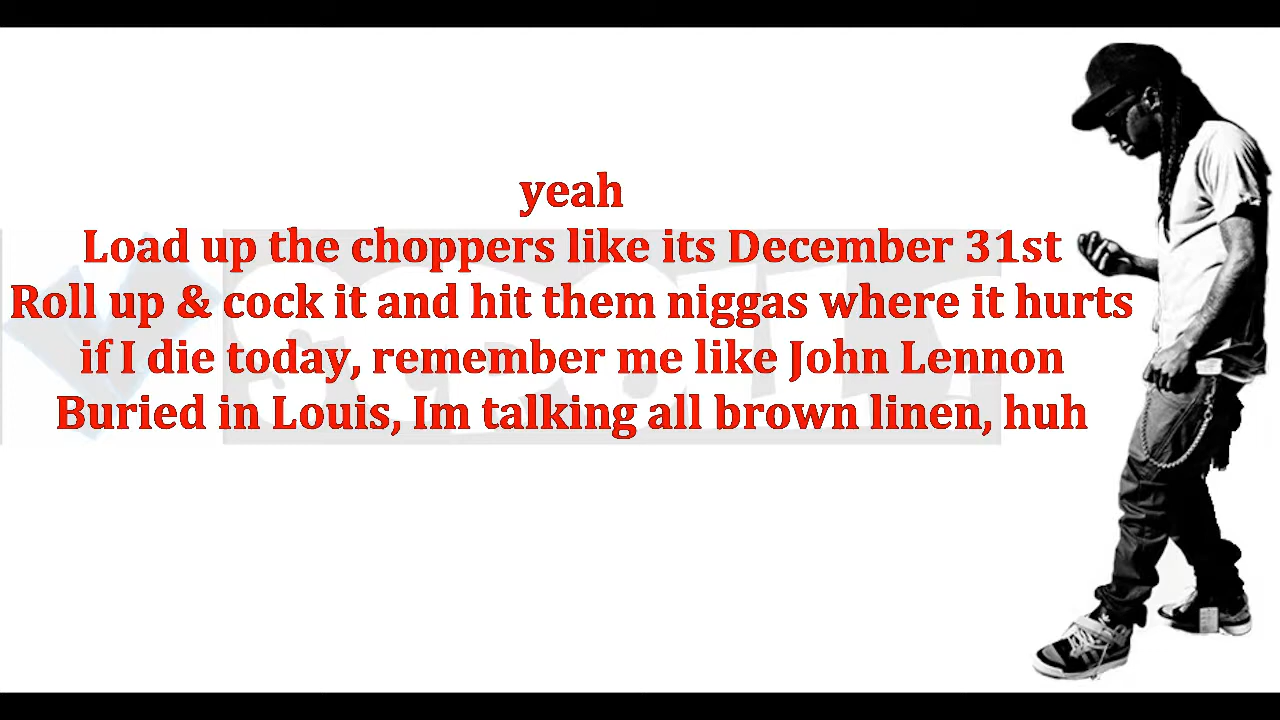 yeah
Load up the choppers like its December 31st
Roll up & cock it and hit them niggas where it hurts
if I die today, remember me like John Lennon
Buried in Louis, Im talking all brown linen, huh